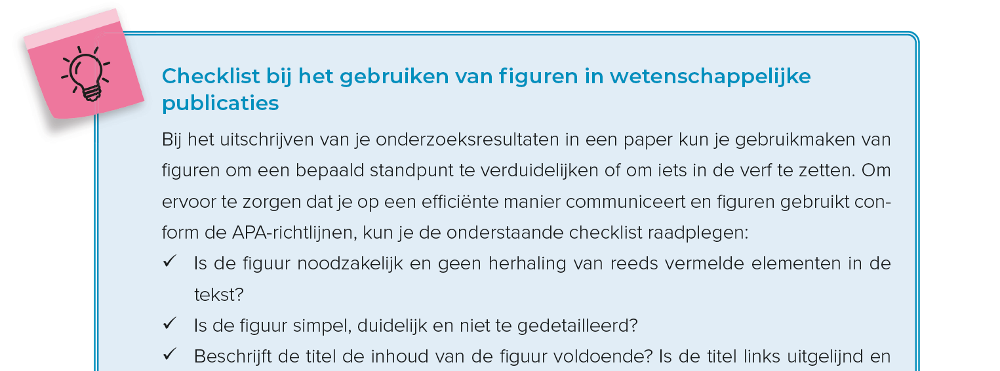 Checklist bij het gebruiken van figuren in wetenschappelijke
publicaties
Bij het uitschrijven van je onderzoeksresultaten in een paper kun je gebruikmaken van
figuren om een bepaald standpunt te verduidelijken of om iets in de verf te zetten. Om
ervoor te zorgen dat je op een efficiënte manier communiceert en figuren gebruikt con-
form de APA-richtlijnen, kun je de onderstaande checklist raadplegen:
✓ Is de figuur noodzakelijk en geen herhaling van reeds vermelde elementen in de
tekst?
✓ Is de figuur simpel, duidelijk en niet te gedetailleerd?
✓ Beschrijft de titel de inhoud van de figuur voldoende? Is de titel links uitgelijnd en